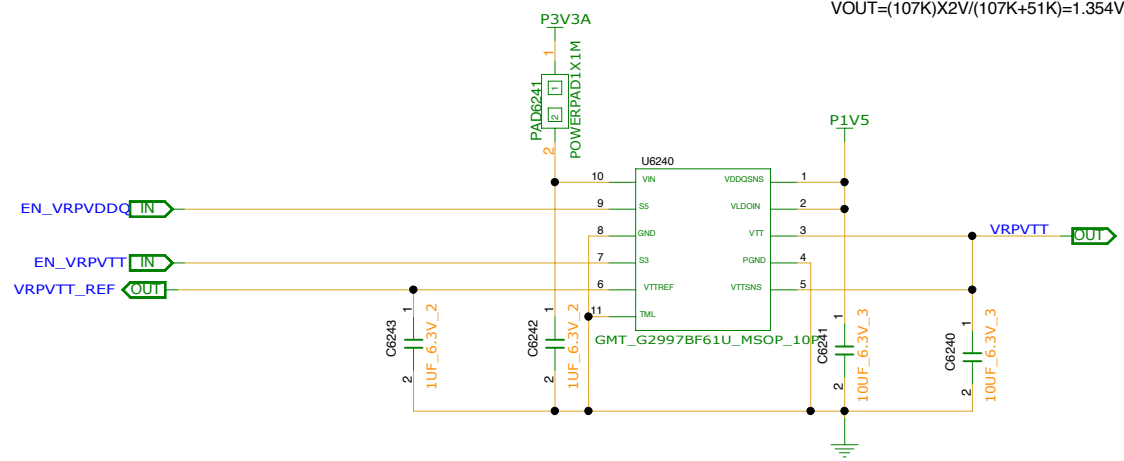 VOUT=(107K)X2V/(107K+51K)=1.354V
P3V3A
1
1
2
2
PAD6241
POWERPAD1X1M
P1V5
U6240
10 VIN VDDQSNS 1
EN_VRPVDDQ IN 9 S5 VLDOIN 2
8 GND VTT 3 VRPVTT OUT
EN_VRPVTT IN 7 S3 PGND 4
VRPVTT_REF OUT 6 VTTREF VTTSNS 5
11 TML
GMT_G2997BF61U_MSOP_10P
1
C6243
2
1UF_6.3V_2
1
C6242
2
1UF_6.3V_2
1
C6241
2
10UF_6.3V_3
1
C6240
2
10UF_6.3V_3